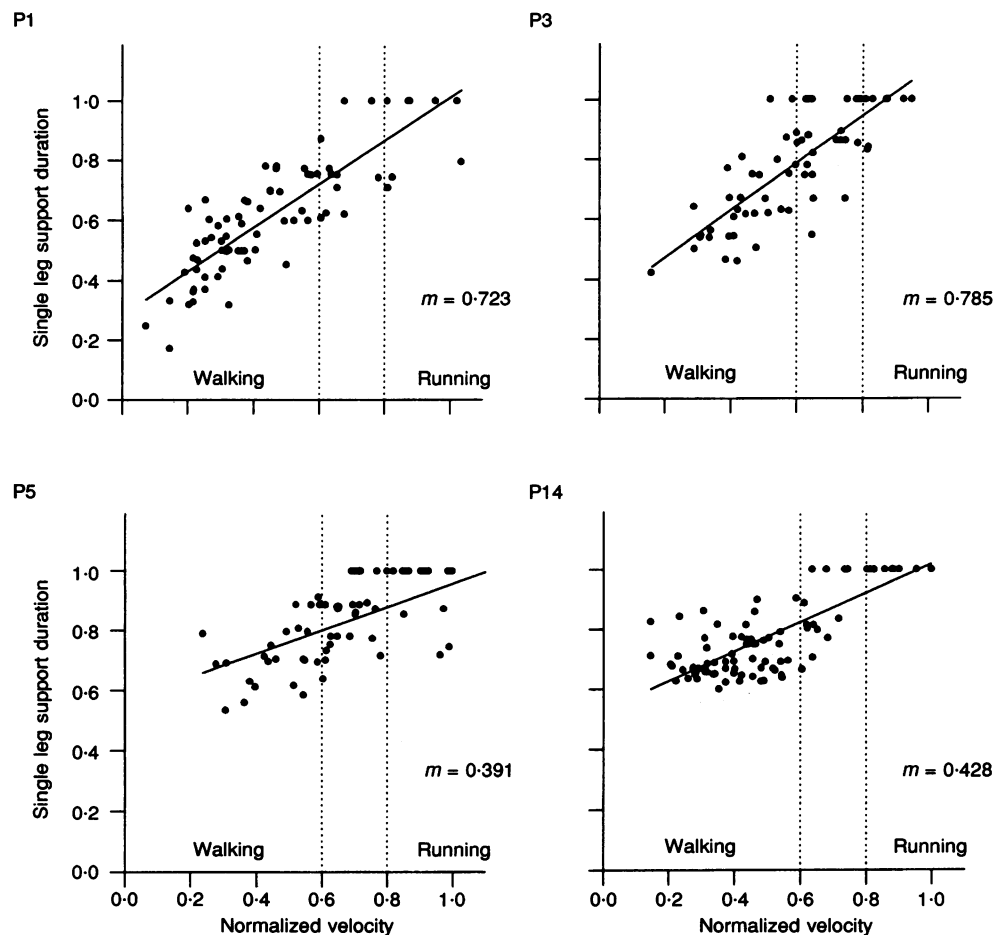 P1
P3
Single leg support duration
1·0
0·8
0·6
0·4
0·2
0·0
m = 0·723
m = 0·785
Walking
Running
Walking
Running
P5
P14
Single leg support duration
1·0
0·8
0·6
0·4
0·2
0·0
m = 0·391
m = 0·428
Walking
Running
Walking
Running
0·0 0·2 0·4 0·6 0·8 1·0
0·0 0·2 0·4 0·6 0·8 1·0
Normalized velocity
Normalized velocity